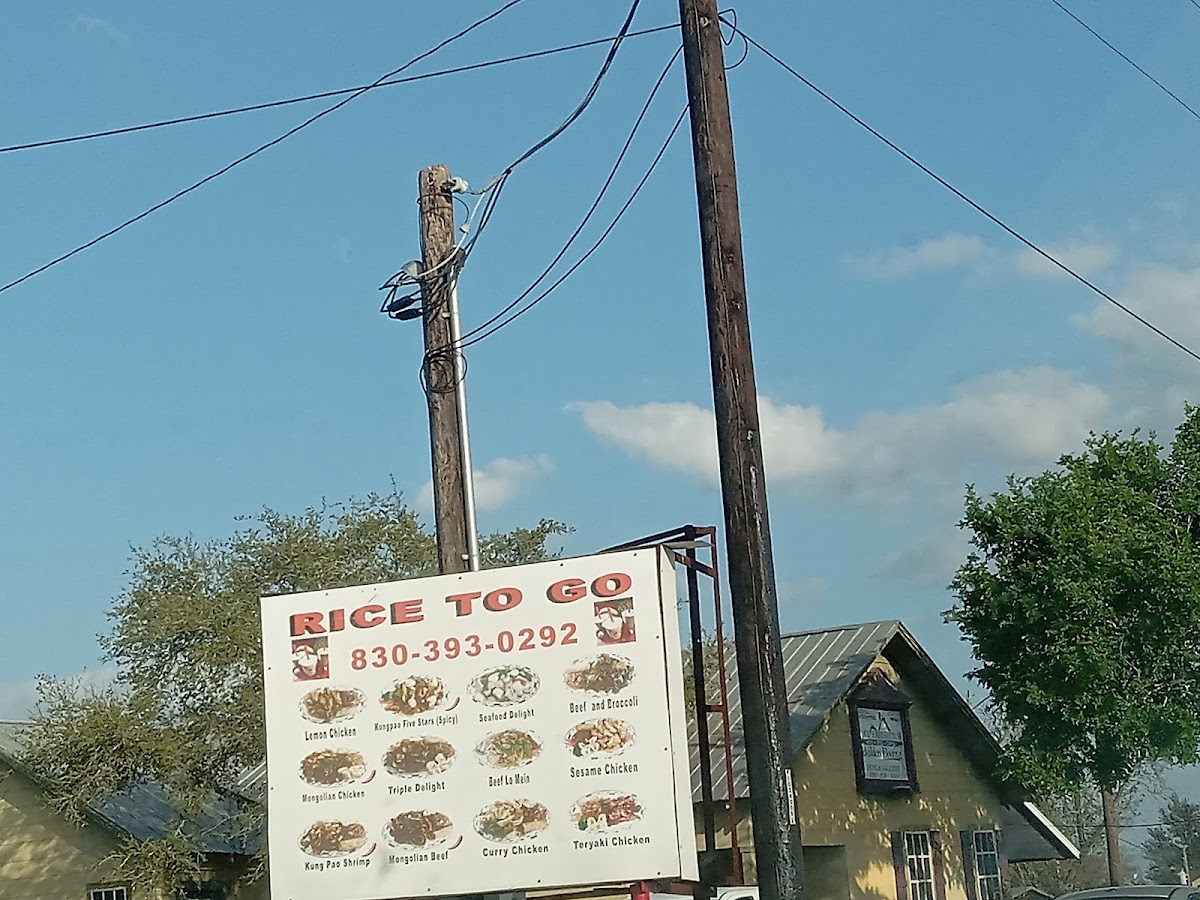 RICE TO GO
830-393-0292
Lemon Chicken
Kungpao Five Stars (Spicy)
Seafood Delight
Beef and Broccoli
Mongolian Chicken
Triple Delight
Beef Lo Mein
Sesame Chicken
Kung Pao Shrimp
Mongolian Beef
Curry Chicken
Teryaki Chicken